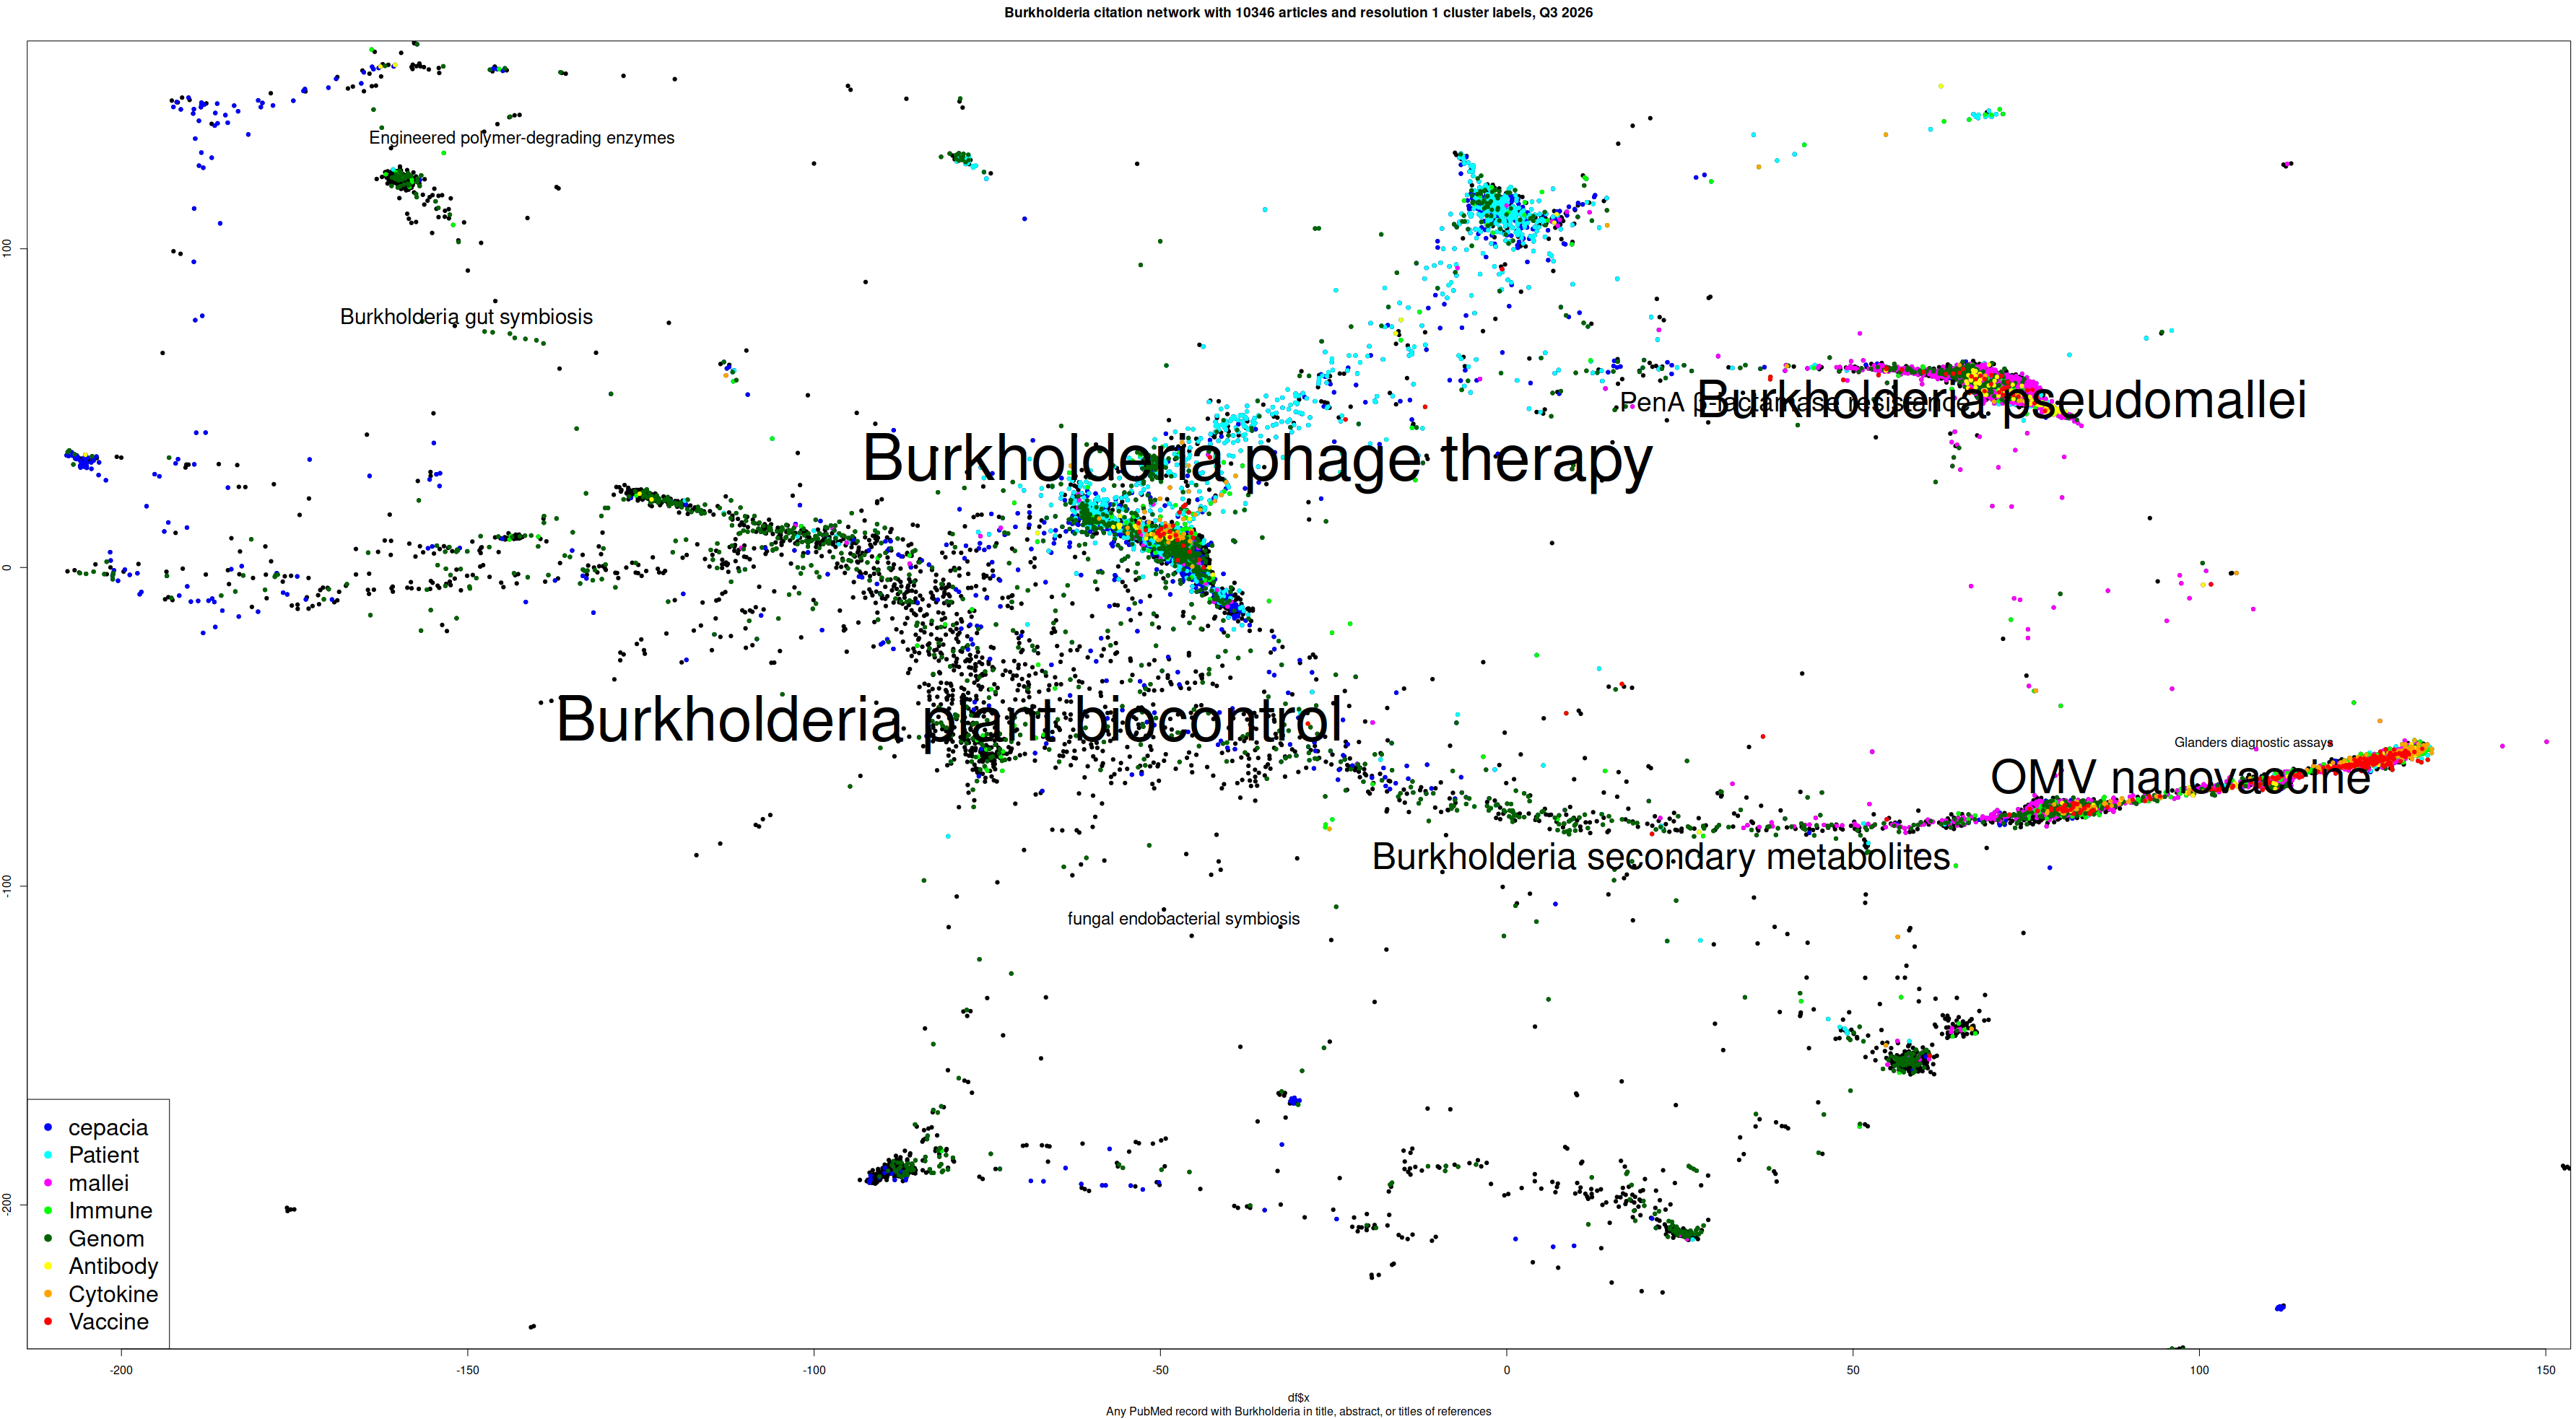 Burkholderia citation network with 10346 articles and resolution 1 cluster labels, Q3 2026
Engineered polymer-degrading enzymes
Burkholderia gut symbiosis
Burkholderia pseudomallei
PenA β-lactamase resistance
Burkholderia phage therapy
Burkholderia plant biocontrol
Glanders diagnostic assays
OMV nanovaccine
Burkholderia secondary metabolites
fungal endobacterial symbiosis
100
0
-100
-200
cepacia
Patient
mallei
Immune
Genom
Antibody
Cytokine
Vaccine
-200 -150 -100 -50 0 50 100 150
df$x
Any PubMed record with Burkholderia in title, abstract, or titles of references